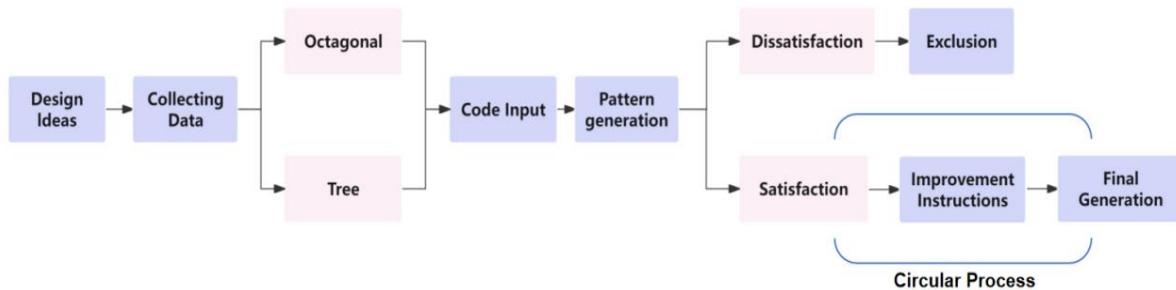 Design
Ideas
Collecting
Data
Octagonal
Tree
Code Input
Pattern
generation
Dissatisfaction
Exclusion
Satisfaction
Improvement
Instructions
Final
Generation
Circular Process